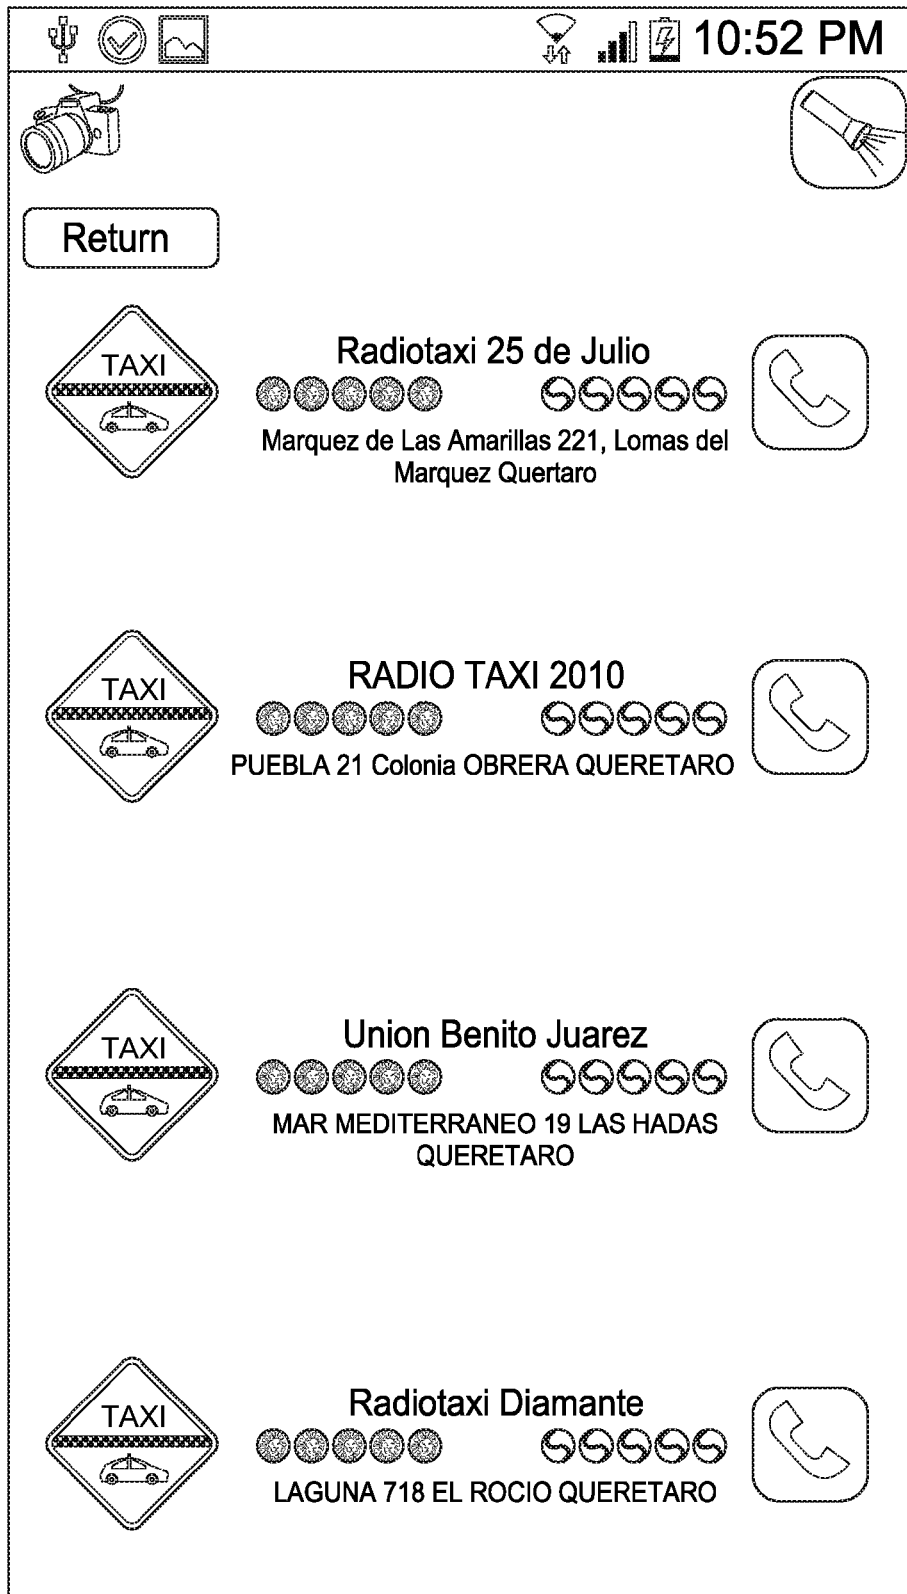 10:52 PM
Return
TAXI
Radiotaxi 25 de Julio
Marquez de Las Amarillas 221, Lomas del
Marquez Quertaro
TAXI
RADIO TAXI 2010
PUEBLA 21 Colonia OBRERA QUERETARO
TAXI
Union Benito Juarez
MAR MEDITERRANEO 19 LAS HADAS
QUERETARO
TAXI
Radiotaxi Diamante
LAGUNA 718 EL ROCIO QUERETARO